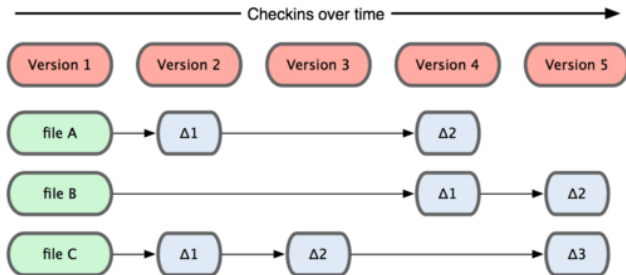 Checkins over time
Version 1 Version 2 Version 3 Version 4 Version 5
file A Δ1 Δ2
file B Δ1 Δ2
file C Δ1 Δ2 Δ3